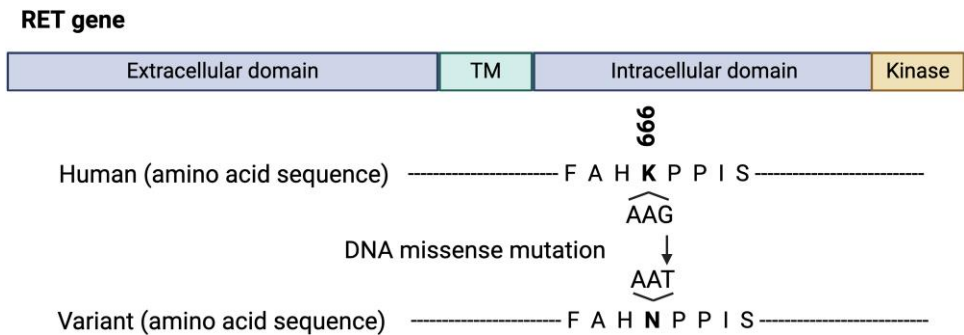 RET gene
Extracellular domain TM Intracellular domain Kinase
666
Human (amino acid sequence) F A H K P P I S
AAG
DNA missense mutation
AAT
Variant (amino acid sequence) F A H N P P I S